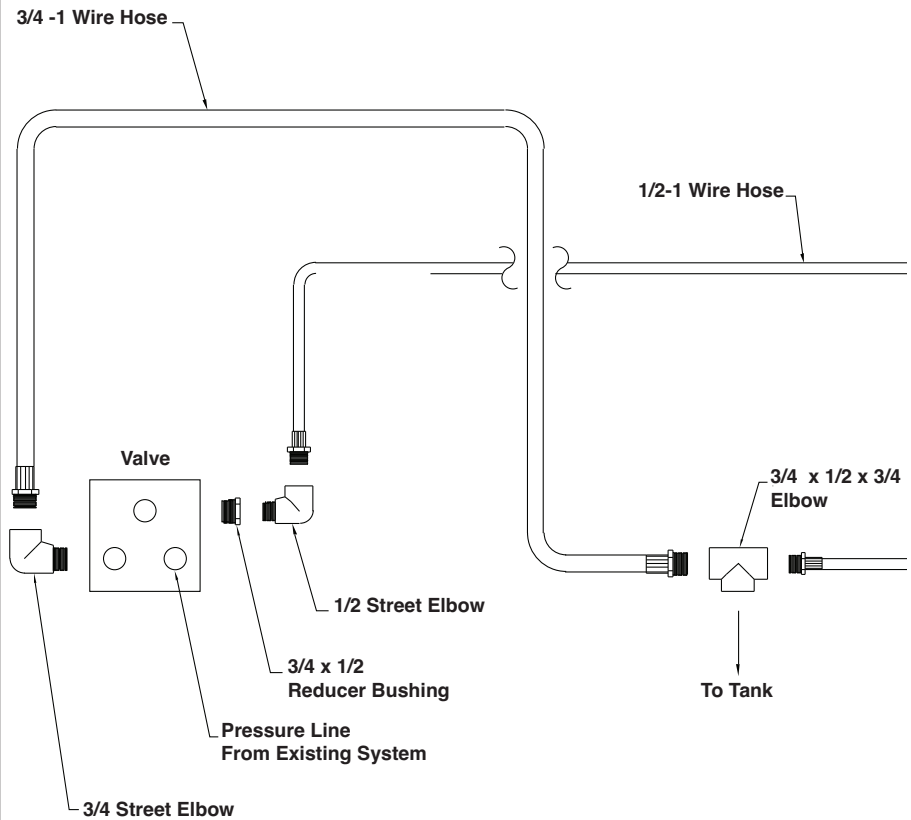 3/4 -1 Wire Hose
1/2-1 Wire Hose
Valve
3/4 x 1/2 x 3/4
Elbow
1/2 Street Elbow
3/4 x 1/2
Reducer Bushing
To Tank
Pressure Line
From Existing System
3/4 Street Elbow